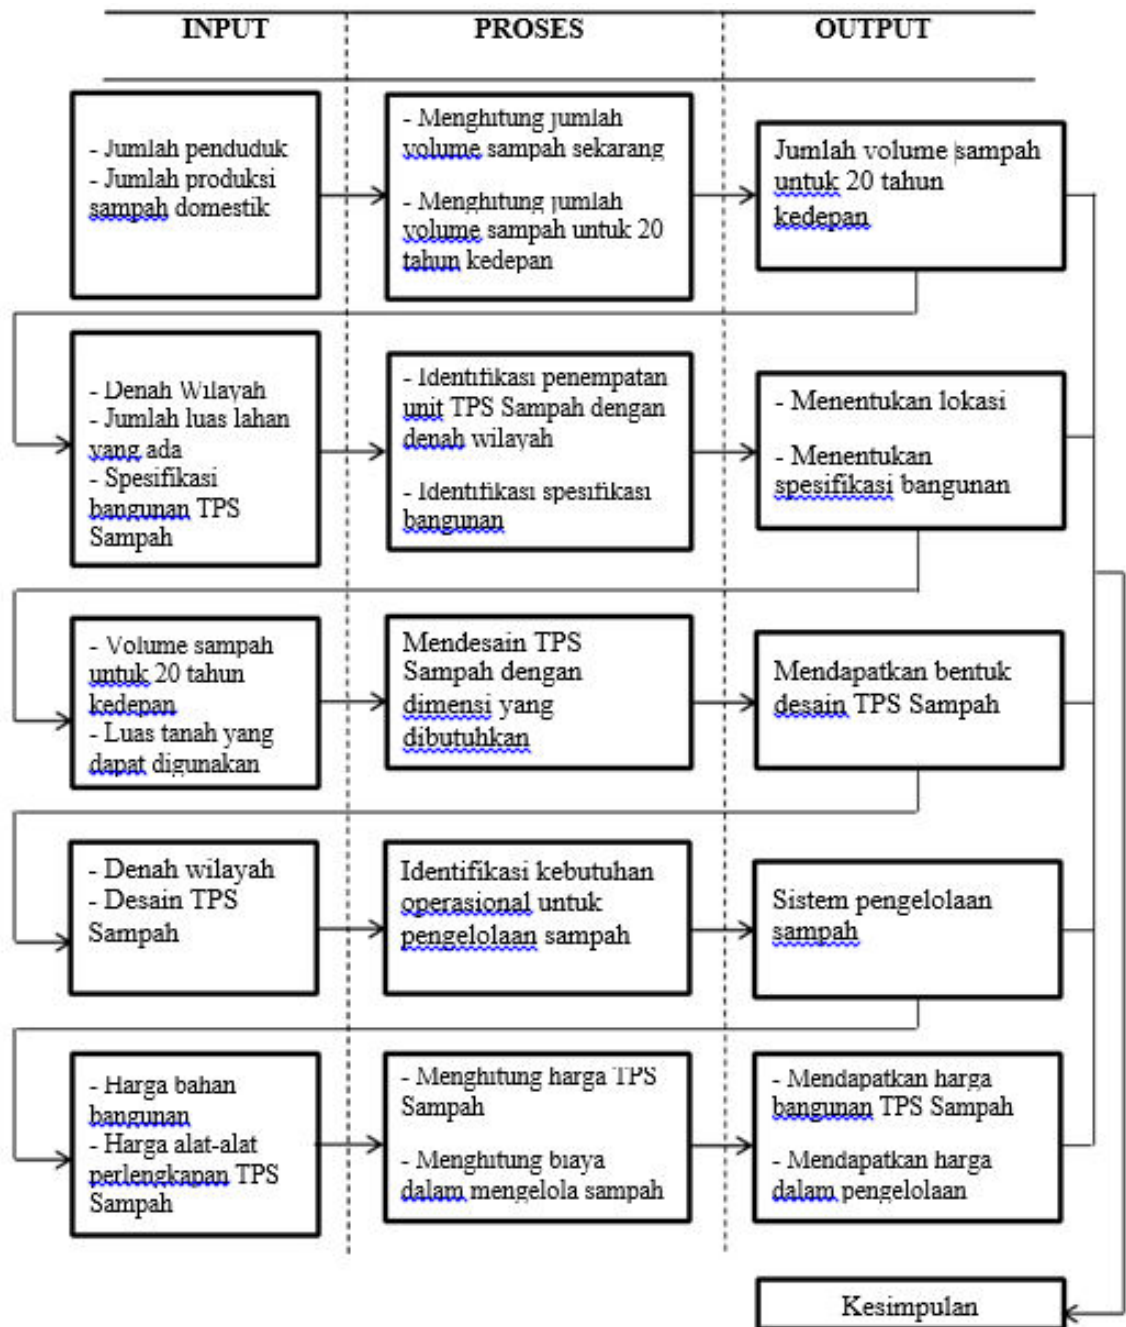 INPUT
PROSES
OUTPUT
- Jumlah penduduk
- Jumlah produksi
sampah domestik
- Menghitung jumlah
volume sampah sekarang
- Menghitung jumlah
volume sampah untuk 20
tahun kedepan
Jumlah volume sampah
untuk 20 tahun
kedepan
- Denah Wilayah
- Jumlah luas lahan
yang ada
- Spesifikasi
bangunan TPS
Sampah
- Identifikasi penempatan
unit TPS Sampah dengan
denah wilayah
- Identifikasi spesifikasi
bangunan
- Menentukan lokasi
- Menentukan
spesifikasi bangunan
- Volume sampah
untuk 20 tahun
kedepan
- Luas tanah yang
dapat digunakan
Mendesain TPS
Sampah dengan
dimensi yang
dibutuhkan
Mendapatkan bentuk
desain TPS Sampah
- Denah wilayah
- Desain TPS
Sampah
Identifikasi kebutuhan
operasional untuk
pengelolaan sampah
Sistem pengelolaan
sampah
- Harga bahan
bangunan
- Harga alat-alat
perlengkapan TPS
Sampah
- Menghitung harga TPS
Sampah
- Menghitung biaya
dalam mengelola sampah
- Mendapatkan harga
bangunan TPS Sampah
- Mendapatkan harga
dalam pengelolaan
Kesimpulan